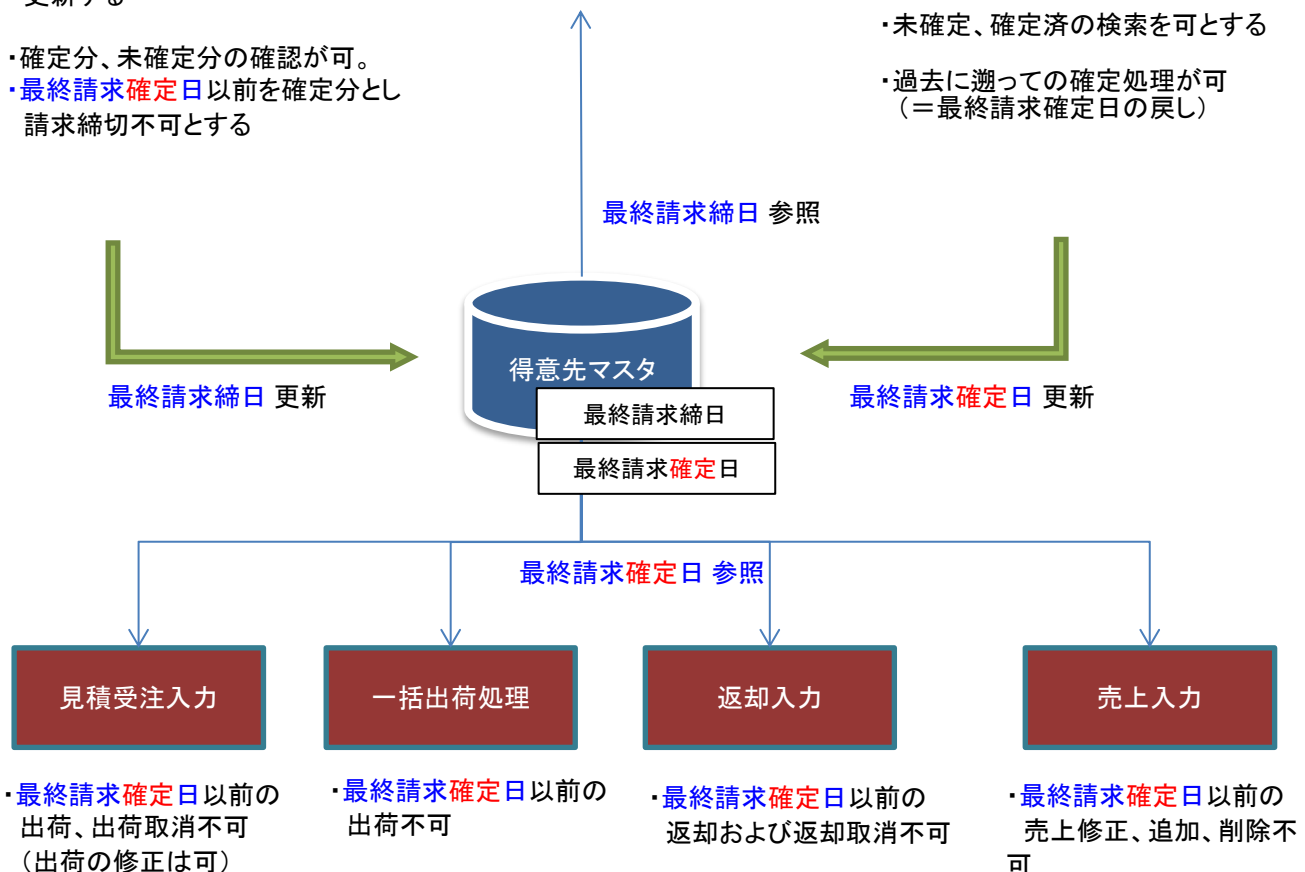 更新する
・確定分、未確定分の確認が可。
・最終請求確定日以前を確定分とし
請求締切不可とする
・未確定、確定済の検索を可とする
・過去に遡っての確定処理が可
（＝最終請求確定日の戻し）
最終請求締日 参照
得意先マスタ
最終請求締日 更新
最終請求確定日 更新
最終請求締日
最終請求確定日
最終請求確定日 参照
見積受注入力
一括出荷処理
返却入力
売上入力
・最終請求確定日以前の
出荷、出荷取消不可
（出荷の修正は可）
・最終請求確定日以前の
出荷不可
・最終請求確定日以前の
返却および返却取消不可
・最終請求確定日以前の
売上修正、追加、削除不
可